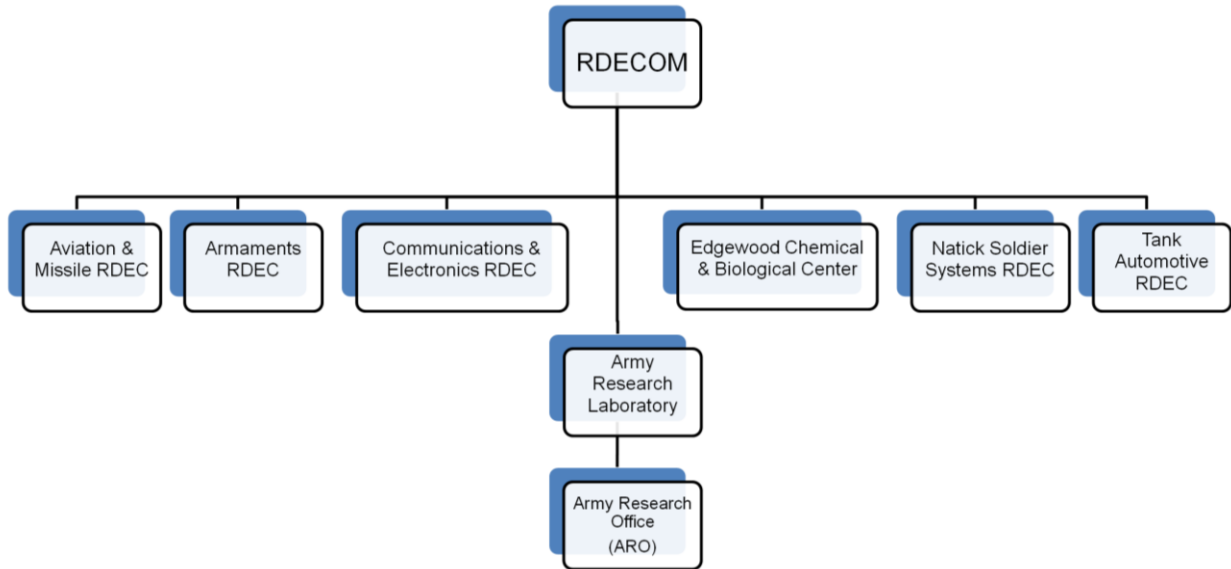 RDECOM
Aviation &
Missile RDEC
Armaments
RDEC
Communications &
Electronics RDEC
Edgewood Chemical
& Biological Center
Natick Soldier
Systems RDEC
Tank
Automotive
RDEC
Army
Research
Laboratory
Army Research
Office
(ARO)